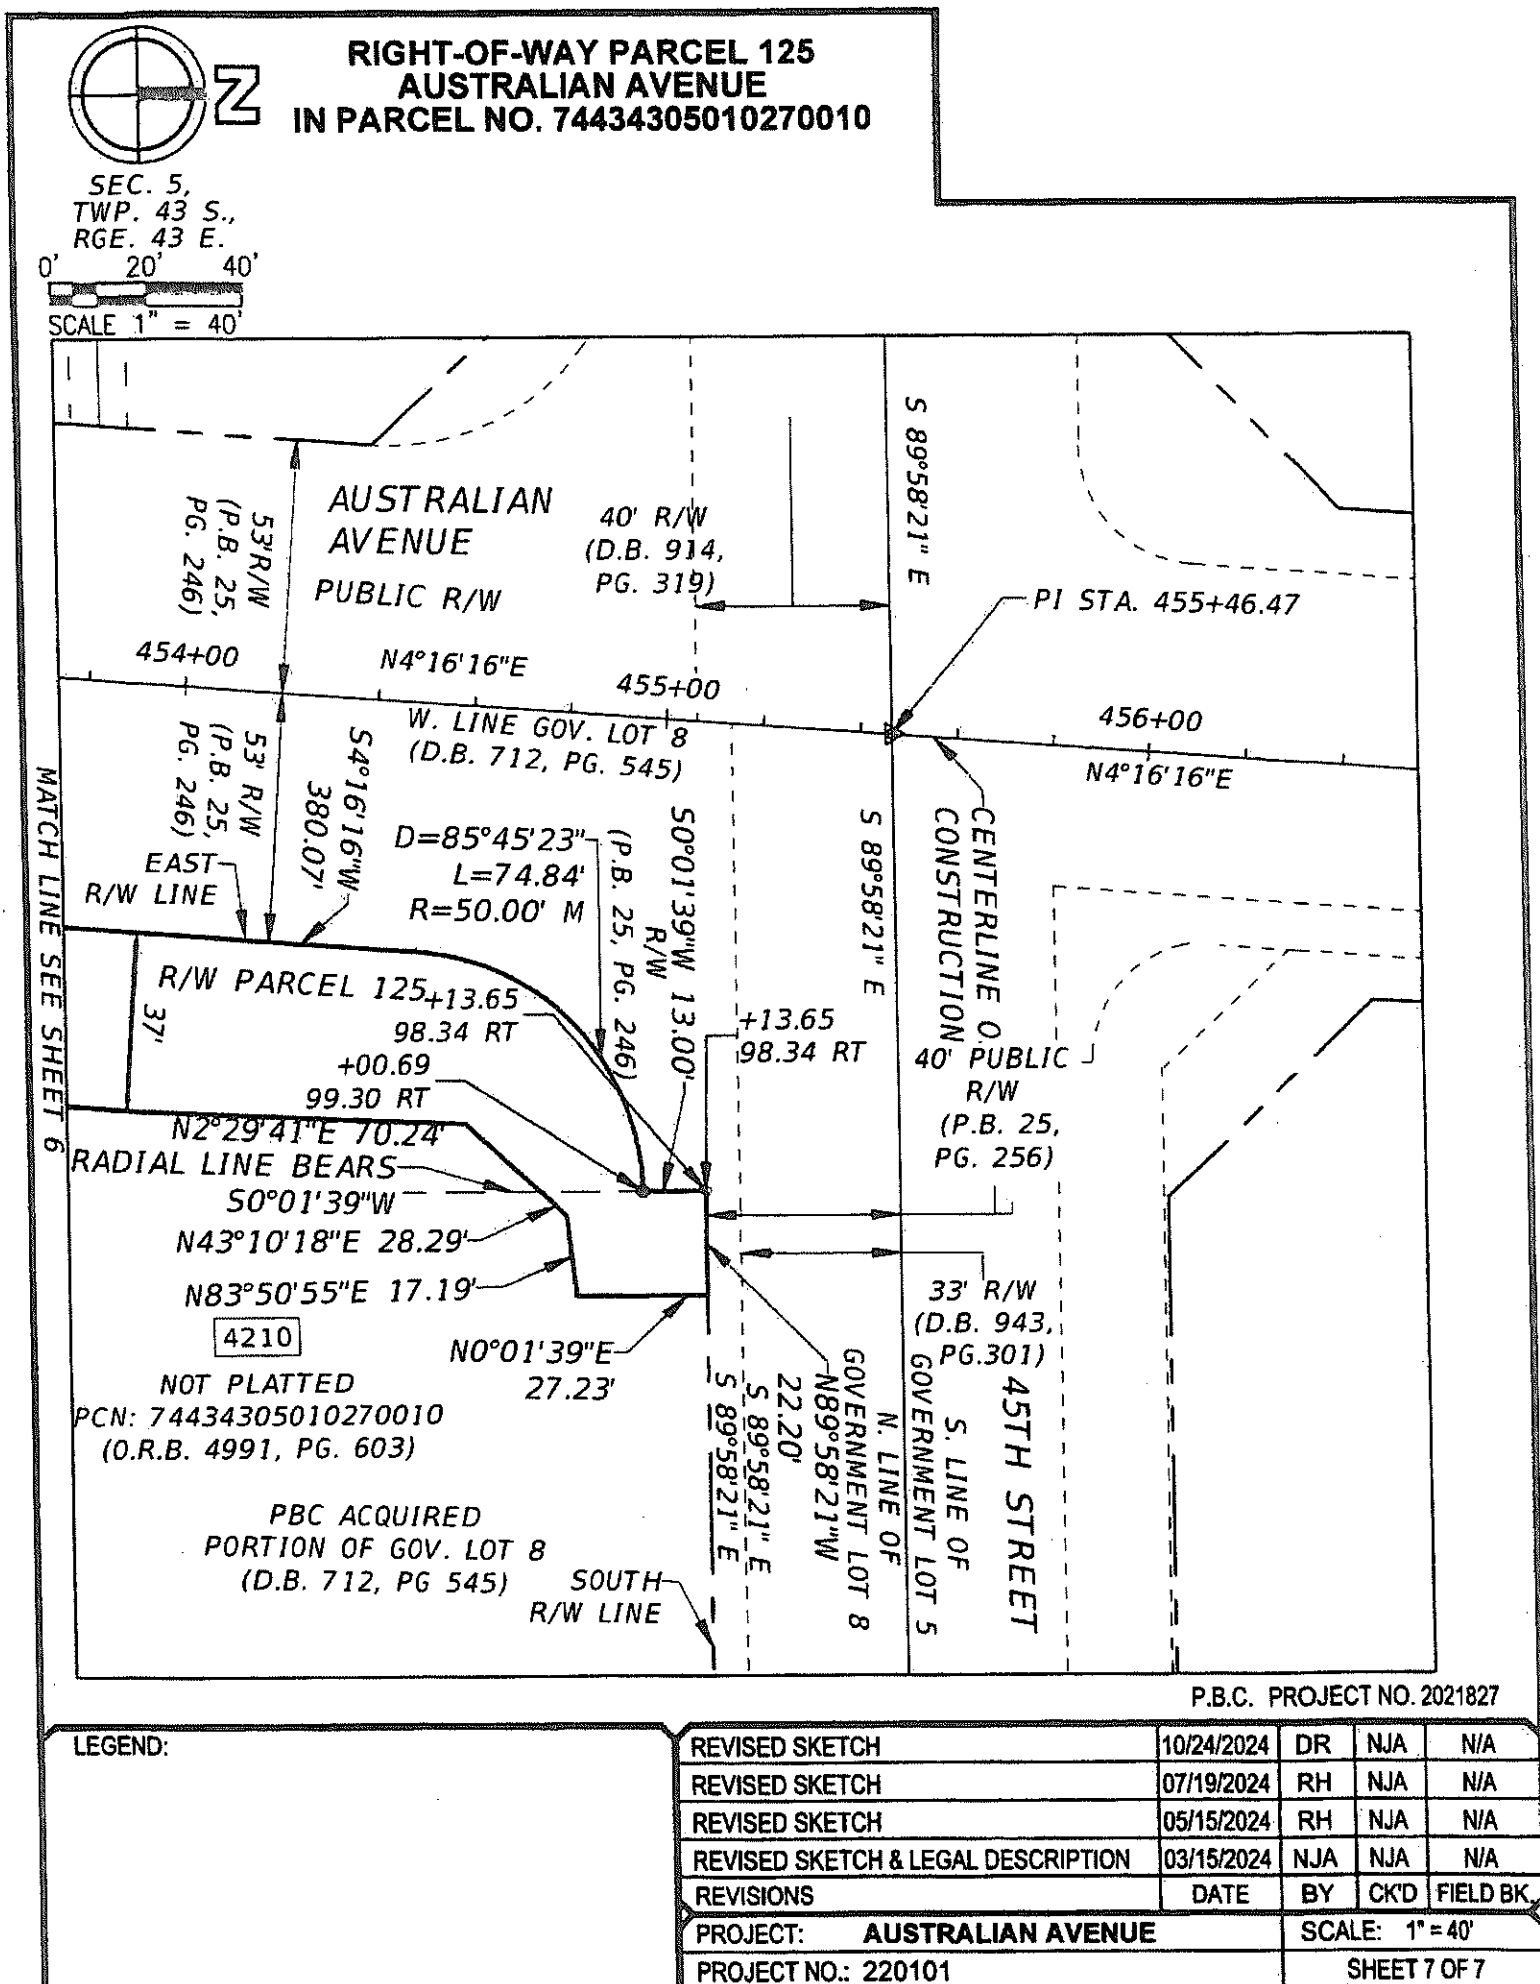 RIGHT-OF-WAY PARCEL 125
AUSTRALIAN AVENUE
IN PARCEL NO. 74434305010270010
N
SEC. 5,
TWP. 43 S.,
RGE. 43 E.
0' 20' 40'
SCALE 1" = 40'
S 89°58'21" E
AUSTRALIAN
AVENUE
PUBLIC R/W
40' R/W
(D.B. 914,
PG. 319)
53'R/W
(P.B. 25,
PG. 246)
PI STA. 455+46.47
454+00
N4°16'16"E
455+00
456+00
N4°16'16"E
W. LINE GOV. LOT 8
(D.B. 712, PG. 545)
53' R/W
(P.B. 25,
PG. 246)
S4°16'16"W
380.07'
MATCH LINE SEE SHEET 6
EAST
R/W LINE
D=85°45'23"
L=74.84'
R=50.00' M
S0°01'39"W 13.00'
R/W
(P.B. 25, PG. 246)
S 89°58'21" E
CENTERLINE O
CONSTRUCTION
R/W PARCEL 125
37'
+13.65
98.34 RT
+00.69
99.30 RT
+13.65
98.34 RT
40' PUBLIC
R/W
(P.B. 25,
PG. 256)
N2°29'41"E 70.24'
RADIAL LINE BEARS
S0°01'39"W
N43°10'18"E 28.29'
N83°50'55"E 17.19'
4210
NOT PLATTED
PCN: 74434305010270010
(O.R.B. 4991, PG. 603)
N0°01'39"E
27.23'
33' R/W
(D.B. 943,
PG.301)
45TH STREET
S. LINE OF
GOVERNMENT LOT 5
N. LINE OF
GOVERNMENT LOT 8
N89°58'21"W
22.20'
S 89°58'21" E
S 89°58'21" E
PBC ACQUIRED
PORTION OF GOV. LOT 8
(D.B. 712, PG 545)
SOUTH
R/W LINE
P.B.C. PROJECT NO. 2021827
LEGEND:
REVISED SKETCH 10/24/2024 DR NJA N/A
REVISED SKETCH 07/19/2024 RH NJA N/A
REVISED SKETCH 05/15/2024 RH NJA N/A
REVISED SKETCH & LEGAL DESCRIPTION 03/15/2024 NJA NJA N/A
REVISIONS DATE BY CK'D FIELD BK.
PROJECT: AUSTRALIAN AVENUE SCALE: 1" = 40'
PROJECT NO.: 220101 SHEET 7 OF 7